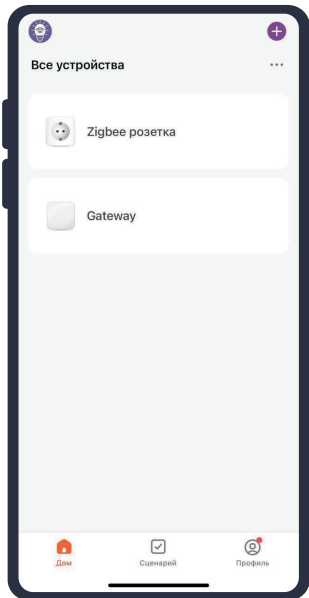 Все устройства
Zigbee розетка
Gateway
Дом
Сценарий
Профиль